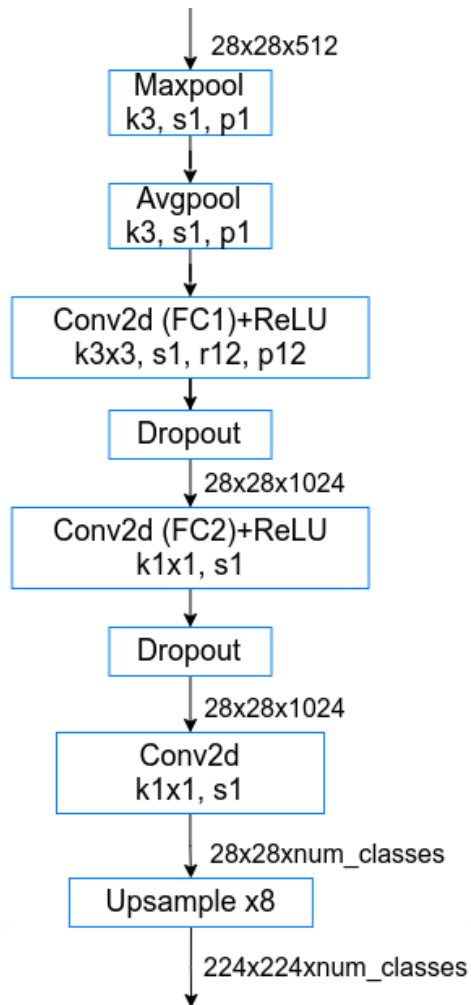 28x28x512
Maxpool
k3, s1, p1
Avgpool
k3, s1, p1
Conv2d (FC1)+ReLU
k3x3, s1, r12, p12
Dropout
28x28x1024
Conv2d (FC2)+ReLU
k1x1, s1
Dropout
28x28x1024
Conv2d
k1x1, s1
28x28xnum_classes
Upsample x8
224x224xnum_classes